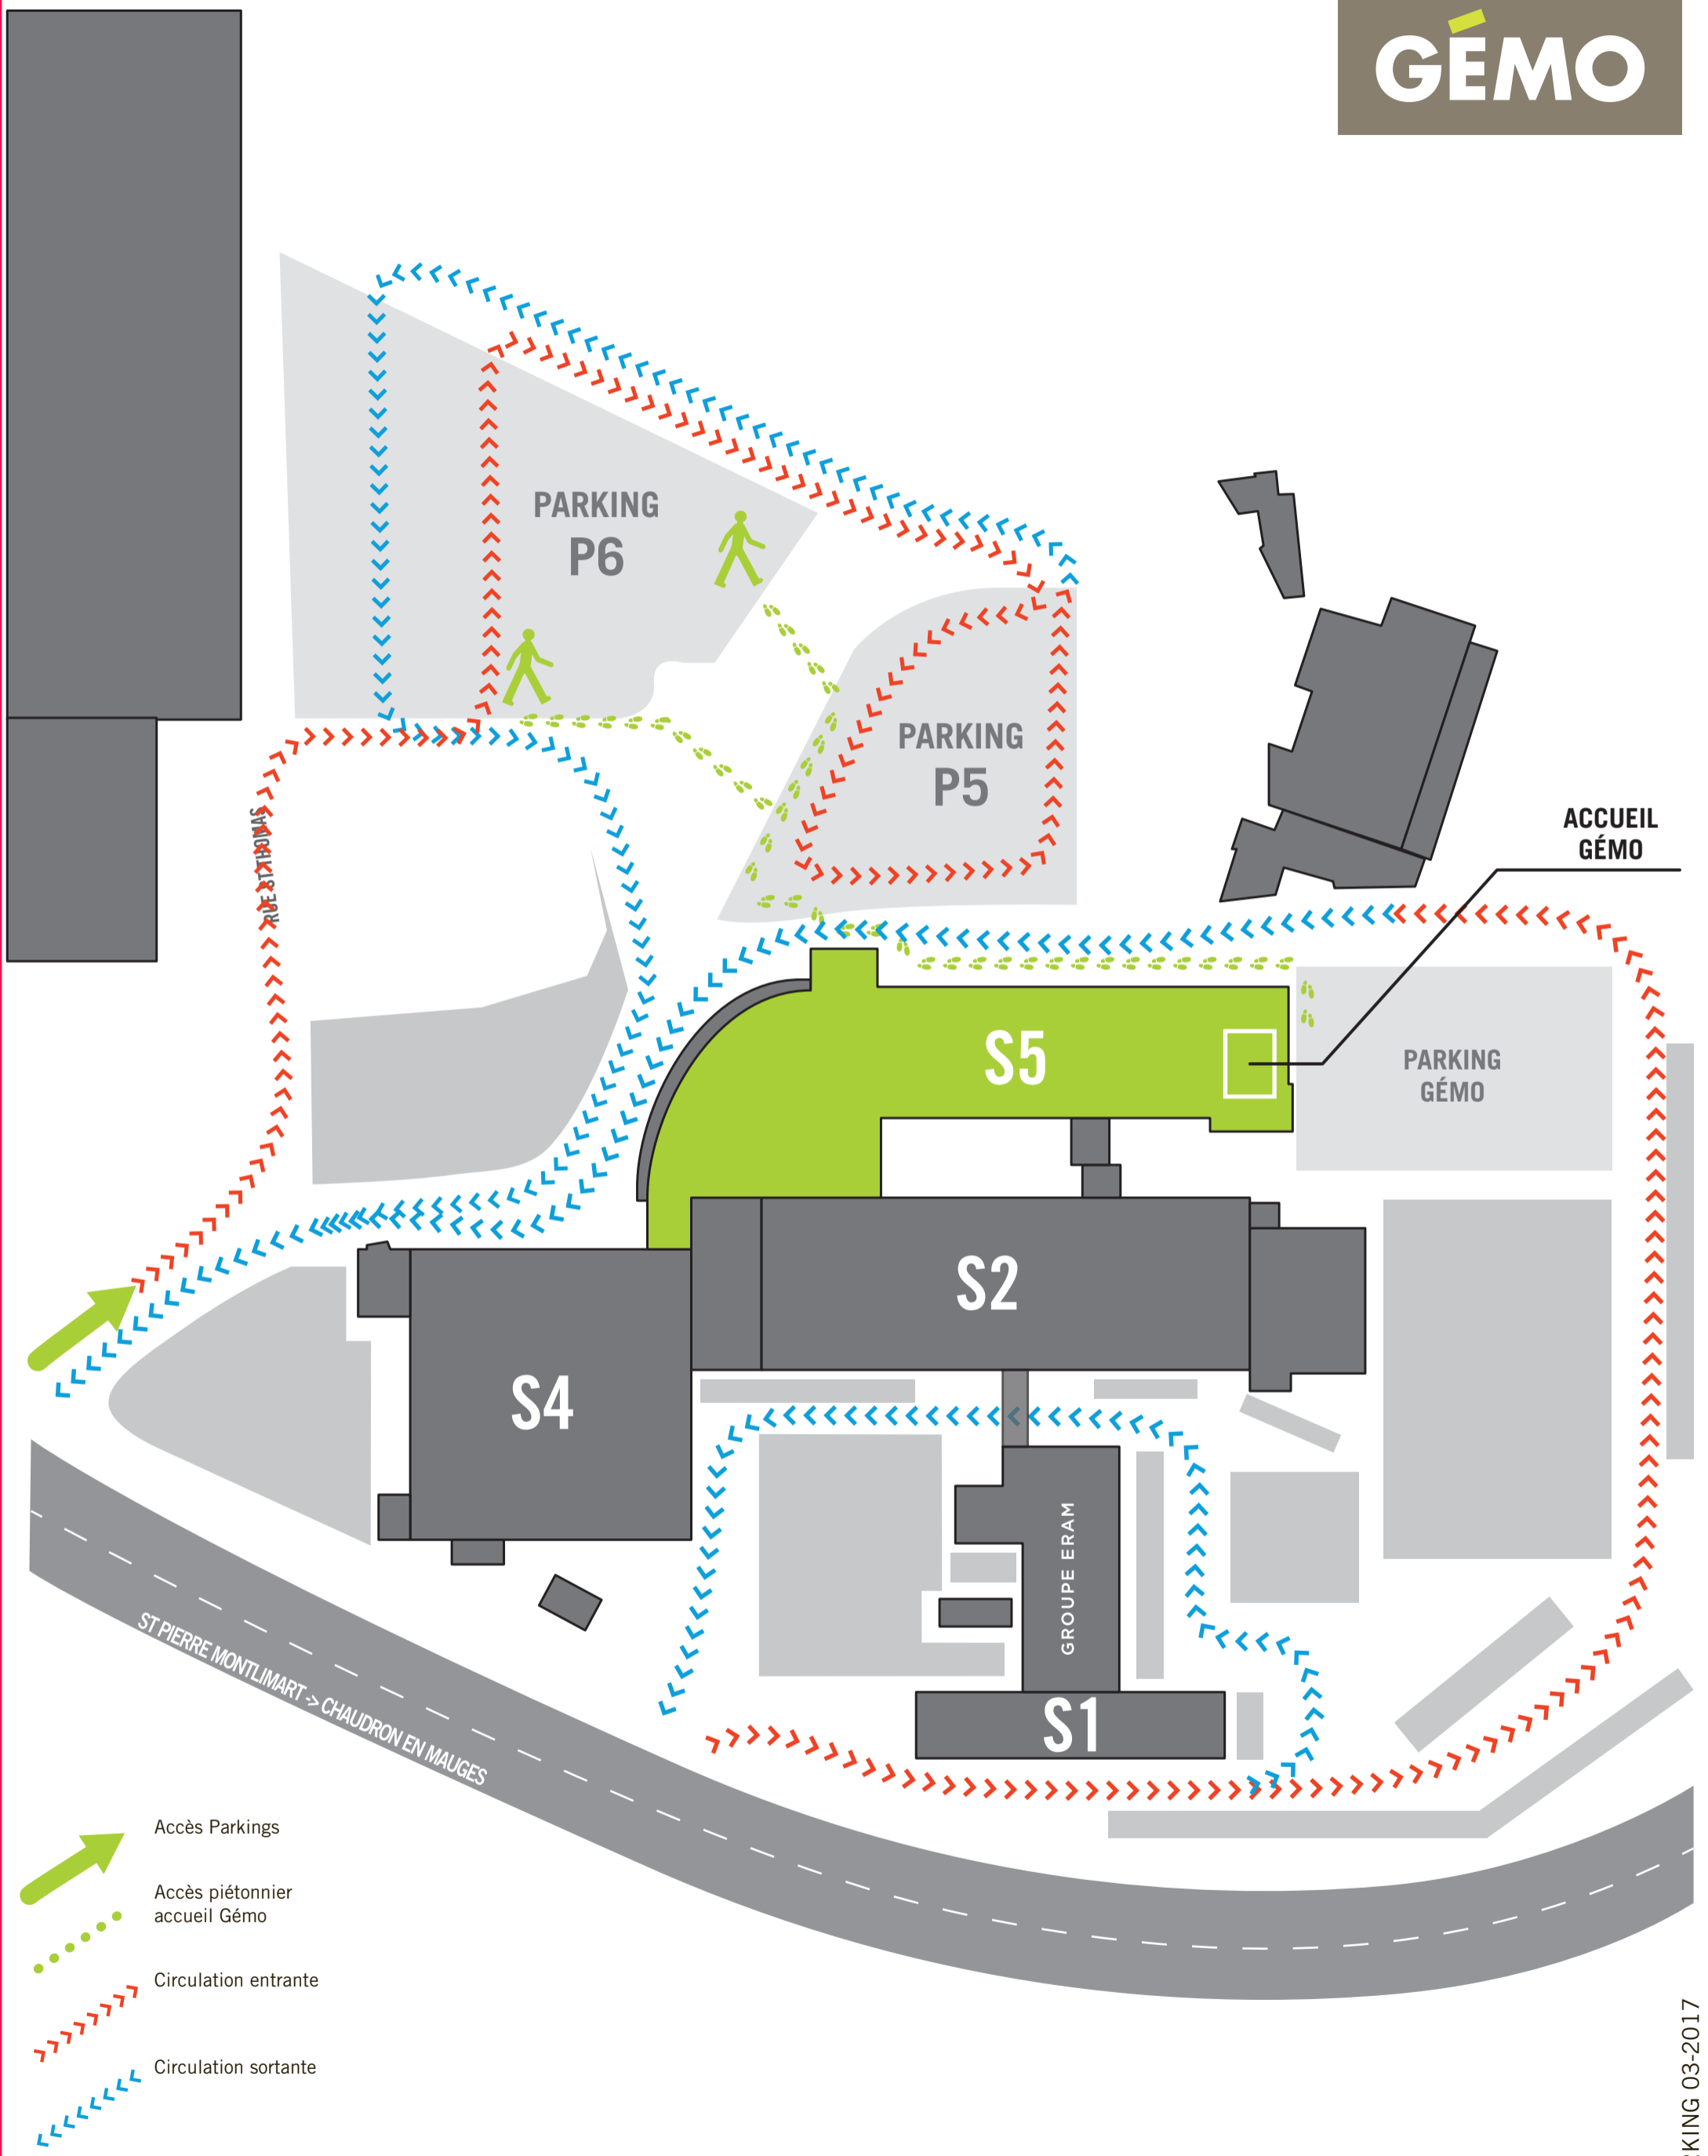 GÉMO
PARKING
P6
PARKING
P5
ACCUEIL
GÉMO
RUE ST THOMAS
S5
PARKING
GÉMO
S2
S4
GROUPE ERAM
S1
ST PIERRE MONTLIMART -> CHAUDRON EN MAUGES
Accès Parkings
Accès piétonnier
accueil Gémo
Circulation entrante
Circulation sortante
03-2017